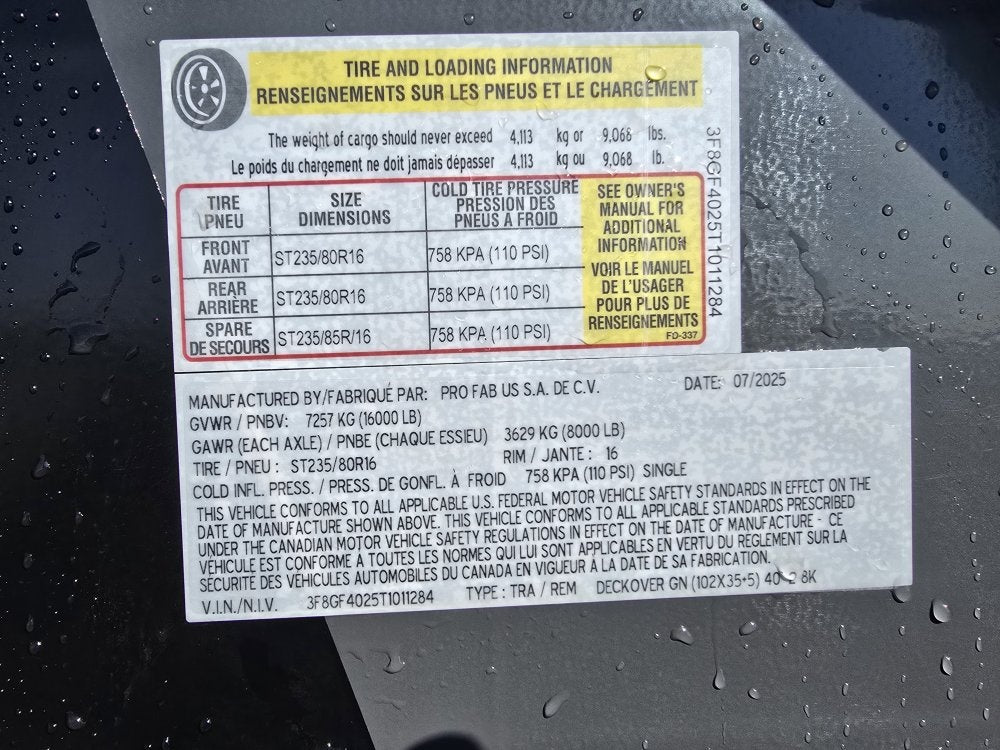 TIRE AND LOADING INFORMATION
RENSEIGNEMENTS SUR LES PNEUS ET LE CHARGEMENT
The weight of cargo should never exceed 4,113 kg or 9,068 lbs.
Le poids du chargement ne doit jamais dépasser 4,113 kg ou 9,068 lb.
TIRE
PNEU
SIZE
DIMENSIONS
COLD TIRE PRESSURE
PRESSION DES
PNEUS A FROID
FRONT
AVANT
ST235/80R16
758 KPA (110 PSI)
REAR
ARRIÈRE
ST235/80R16
758 KPA (110 PSI)
SPARE
DE SECOURS
ST235/85R/16
758 KPA (110 PSI)
SEE OWNER'S
MANUAL FOR
ADDITIONAL
INFORMATION
VOIR LE MANUEL
DE L'USAGER
POUR PLUS DE
RENSEIGNEMENTS
FD-337
3F8GF4025T1011284
MANUFACTURED BY/FABRIQUÉ PAR: PRO FAB US S.A. DE C.V. DATE: 07/2025
GVWR / PNBV: 7257 KG (16000 LB)
GAWR (EACH AXLE) / PNBE (CHAQUE ESSIEU) 3629 KG (8000 LB)
TIRE / PNEU : ST235/80R16 RIM / JANTE : 16
COLD INFL. PRESS. / PRESS. DE GONFL. À FROID 758 KPA (110 PSI) SINGLE
THIS VEHICLE CONFORMS TO ALL APPLICABLE U.S. FEDERAL MOTOR VEHICLE SAFETY STANDARDS IN EFFECT ON THE
DATE OF MANUFACTURE SHOWN ABOVE. THIS VEHICLE CONFORMS TO ALL APPLICABLE STANDARDS PRESCRIBED
UNDER THE CANADIAN MOTOR VEHICLE SAFETY REGULATIONS IN EFFECT ON THE DATE OF MANUFACTURE - CE
VÉHICULE EST CONFORME À TOUTES LES NORMES QUI LUI SONT APPLICABLES EN VERTU DU REGLEMENT SUR LA
SÉCURITÉ DES VÉHICULES AUTOMOBILES DU CANADA EN VIGUEUR À LA DATE DE SA FABRICATION.
V.I.N./N.I.V. 3F8GF4025T1011284 TYPE : TRA / REM DECKOVER GN (102X35+5) 8K